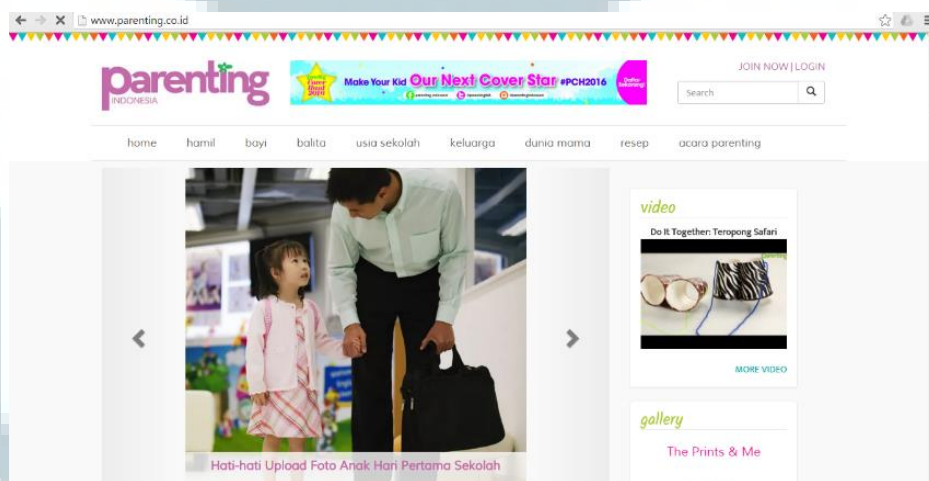 www.parenting.co.id
parenting
INDONESIA
Make Your Kid Our Next Cover Star #PCH2016
JOIN NOW | LOGIN
Search
home hamil bayi balita usia sekolah keluarga dunia mama resep acara parenting
Hati-hati Upload Foto Anak Hari Pertama Sekolah
video
Do It Together: Teropong Safari
Parenting
MORE VIDEO
gallery
The Prints & Me